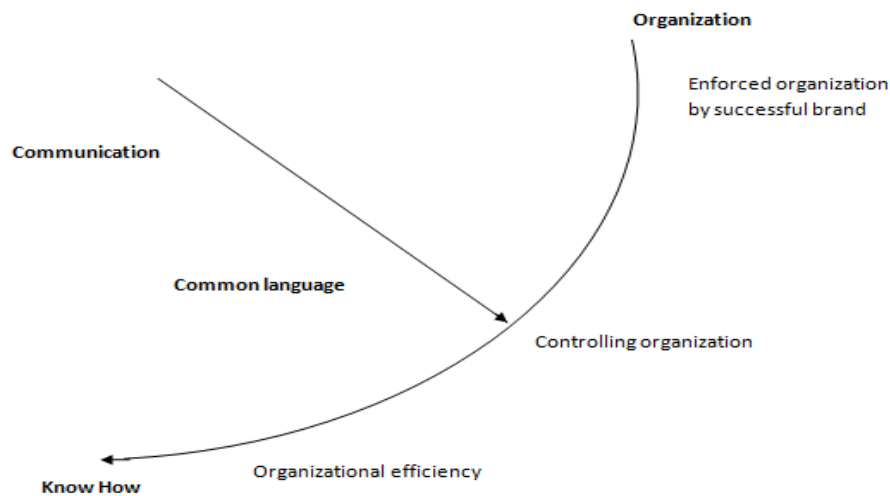 Organization
Enforced organization
by successful brand
Communication
Common language
Controlling organization
Organizational efficiency
Know How